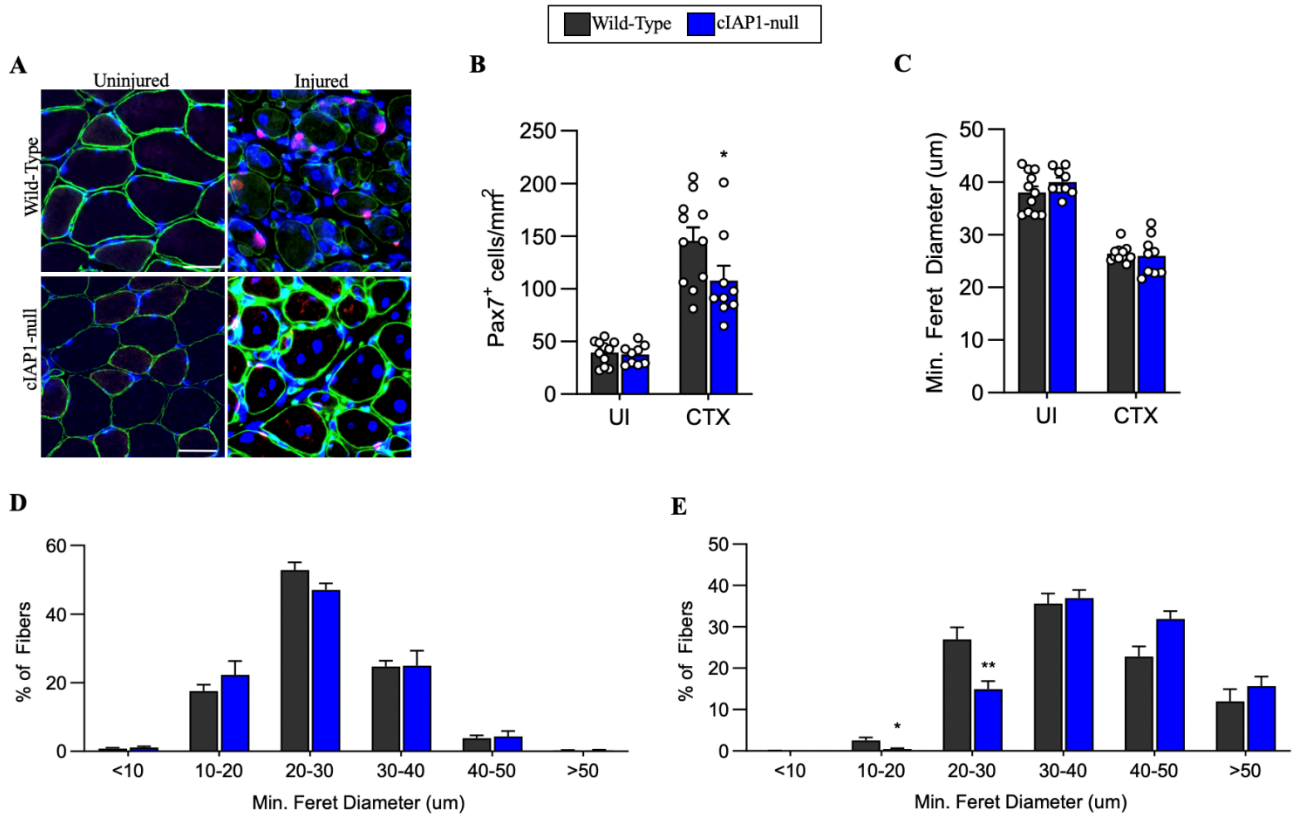 Wild-Type cIAP1-null
A
Uninjured Injured
Wild-Type
cIAP1-null
B
Pax7+ cells/mm2
250
200
150
100
50
0
*
UI CTX
C
Min. Feret Diameter (um)
50
40
30
20
10
0
UI CTX
D
% of Fibers
60
40
20
0
<10 10-20 20-30 30-40 40-50 >50
Min. Feret Diameter (um)
E
% of Fibers
50
40
30
20
10
0
*
**
<10 10-20 20-30 30-40 40-50 >50
Min. Feret Diameter (um)